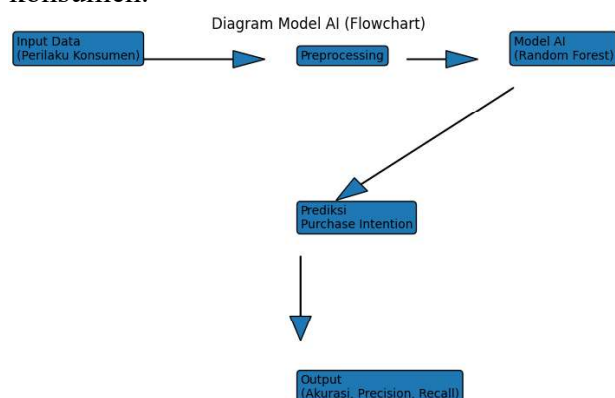 konsumen.
Diagram Model AI (Flowchart)
Input Data
(Perilaku Konsumen)
Preprocessing
Model AI
(Random Forest)
Prediksi
Purchase Intention
Output
(Akurasi, Precision, Recall)